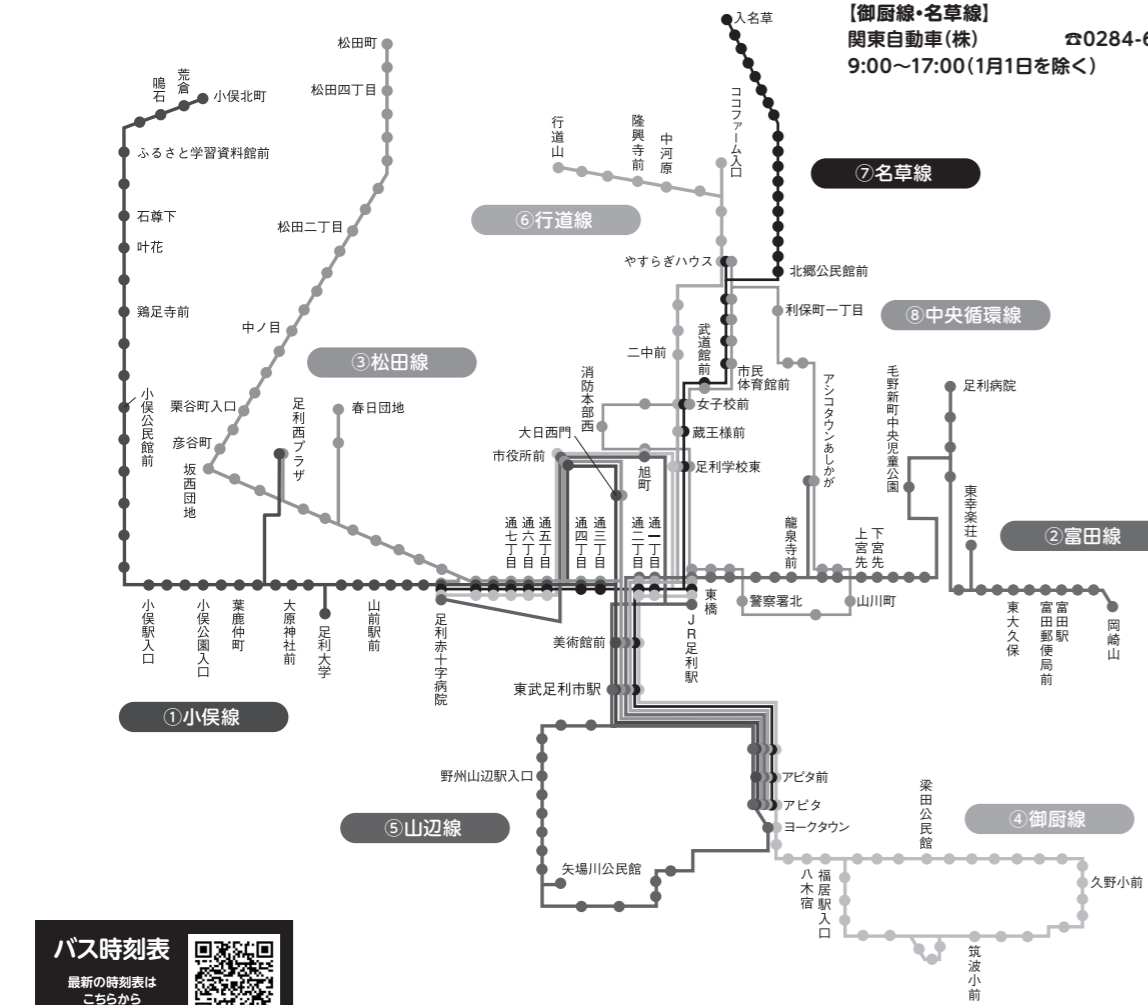 【御厨線・名草線】
関東自動車(株) ☎0284-6
9:00～17:00(1月1日を除く)
入名草
松田町
荒倉
鳴石
小俣北町
松田四丁目
ココファーム入口
行道山
隆興寺前
中河原
ふるさと学習資料館前
⑦名草線
石尊下
⑥行道線
松田二丁目
叶花
やすらぎハウス
北郷公民館前
鶏足寺前
利保町一丁目
⑧中央循環線
中ノ目
武道館前
二中前
③松田線
消防本部西
市民
体育館前
アシコタウンあしかが
毛野新町中央児童公園
足利病院
小俣公民館前
栗谷町入口
足利西プラザ
春日団地
女子校前
彦谷町
大日西門
蔵王様前
坂西団地
市役所前
旭町
足利学校東
東幸楽荘
通七丁目
通六丁目
通五丁目
通四丁目
通三丁目
通二丁目
通一丁目
龍泉寺前
上宮先
下宮先
②富田線
小俣駅入口
小俣公園入口
葉鹿仲町
大原神社前
足利大学
山前駅前
足利赤十字病院
東橋
警察署北
山川町
JR足利駅
東大久保
富田郵便局前
富田駅
岡崎山
美術館前
東武足利市駅
①小俣線
野州山辺駅入口
アピタ前
アピタ
ヨークタウン
⑤山辺線
梁田公民館
④御厨線
矢場川公民館
八木宿
福居駅入口
久野小前
筑波小前
バス時刻表
最新の時刻表は
こちらから